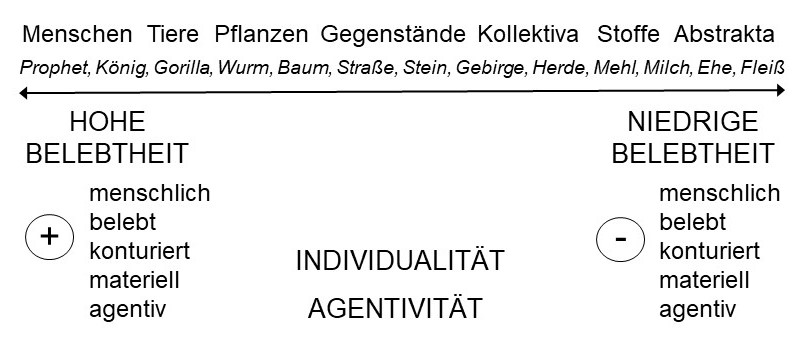 Menschen Tiere Pflanzen Gegenstände Kollektiva Stoffe Abstrakta
Prophet, König, Gorilla, Wurm, Baum, Straße, Stein, Gebirge, Herde, Mehl, Milch, Ehe, Fleiß
HOHE
BELEBTHEIT
menschlich
belebt
+
konturiert
materiell
agentiv
INDIVIDUALITÄT
AGENTIVITÄT
NIEDRIGE
BELEBTHEIT
menschlich
belebt
-
konturiert
materiell
agentiv